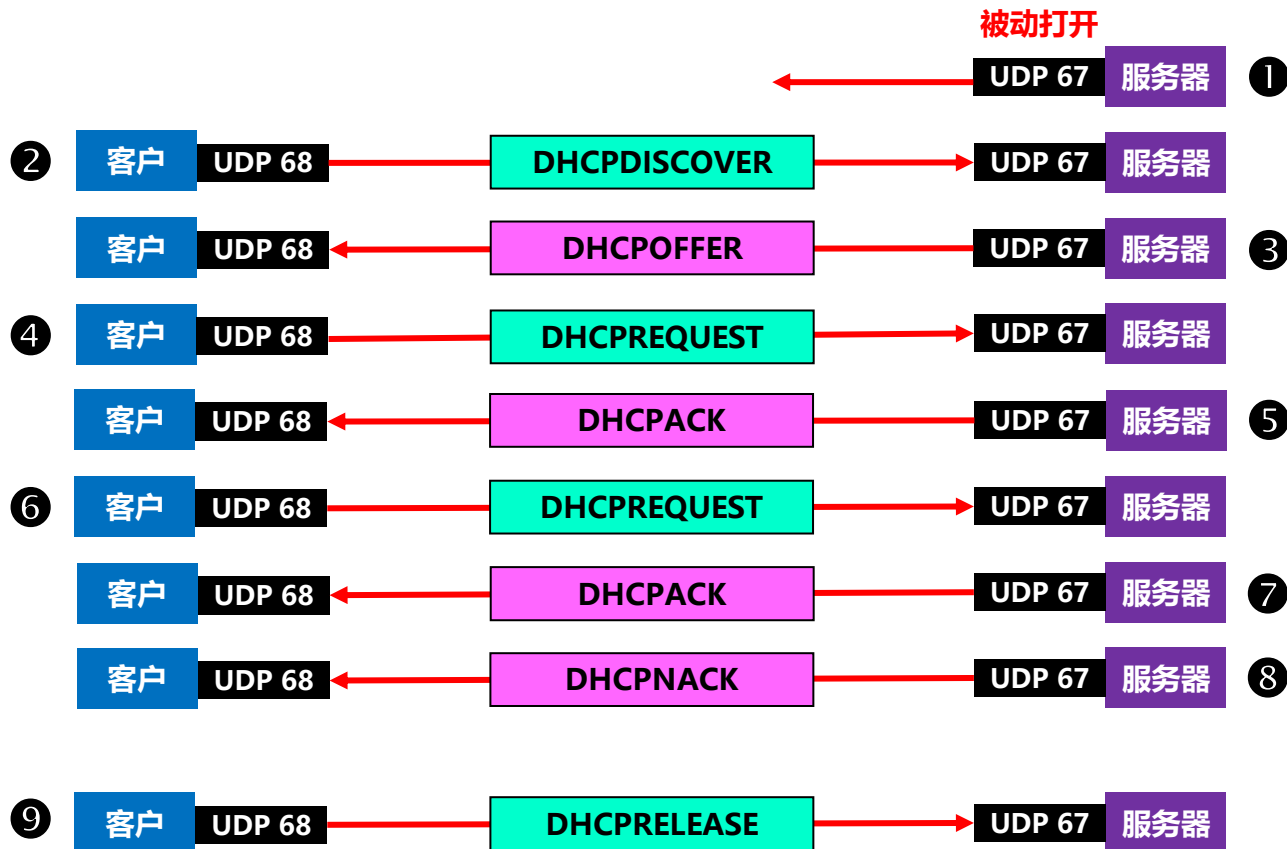 被动打开
UDP 67 服务器 ❶
❷ 客户 UDP 68 DHCPDISCOVER UDP 67 服务器
客户 UDP 68 DHCPOFFER UDP 67 服务器 ❸
❹ 客户 UDP 68 DHCPREQUEST UDP 67 服务器
客户 UDP 68 DHCPACK UDP 67 服务器 ❺
❻ 客户 UDP 68 DHCPREQUEST UDP 67 服务器
客户 UDP 68 DHCPACK UDP 67 服务器 ❼
客户 UDP 68 DHCPNACK UDP 67 服务器 ❽
❾ 客户 UDP 68 DHCPRELEASE UDP 67 服务器